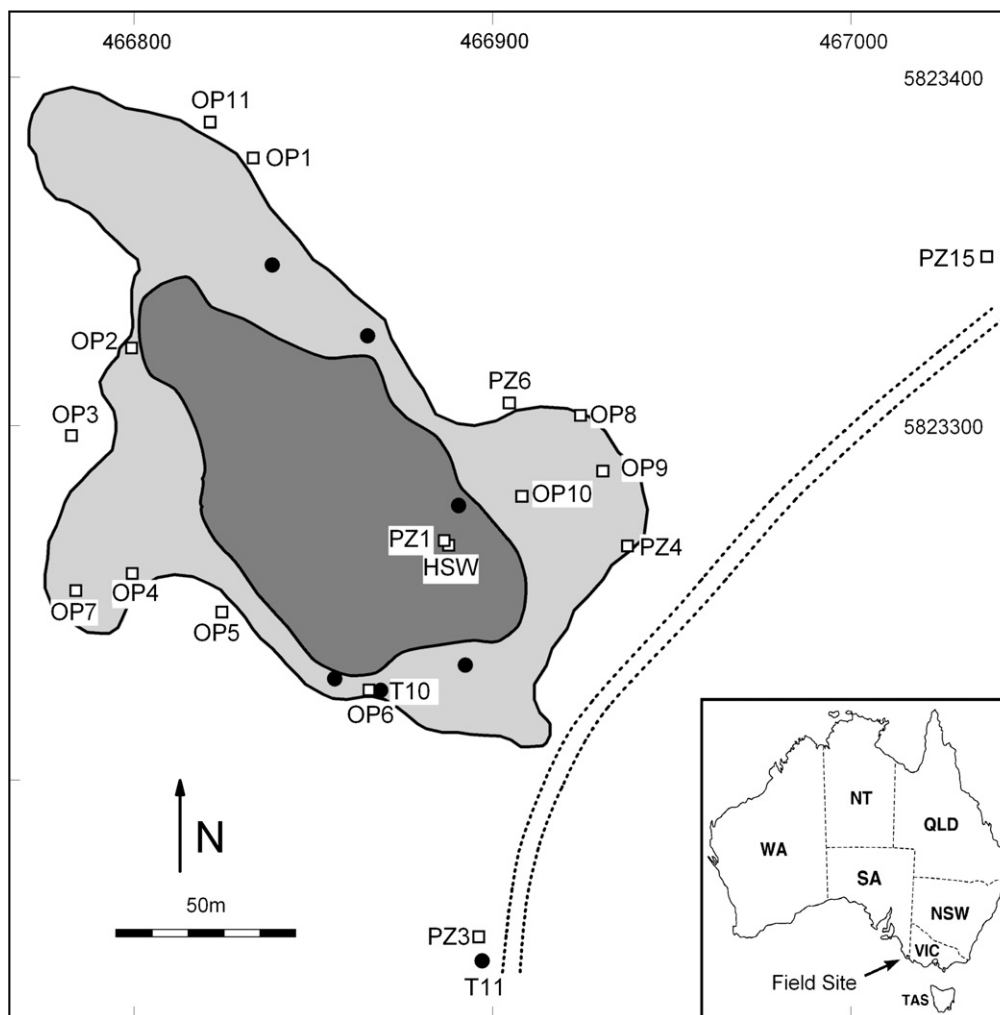 466800
466900
467000
5823400
OP11
OP1
PZ15
OP2
PZ6
OP3
OP8
5823300
OP9
OP10
PZ1
PZ4
HSW
OP4
OP7
OP5
T10
OP6
N
50m
PZ3
T11
NT
QLD
WA
SA
NSW
VIC
Field Site
TAS